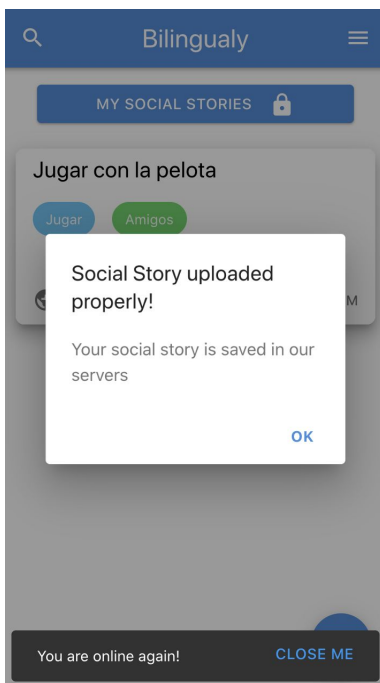 Bilingualy
MY SOCIAL STORIES
Jugar con la pelota
Jugar
Amigos
Social Story uploaded
properly!
Your social story is saved in our
servers
OK
M
You are online again!
CLOSE ME